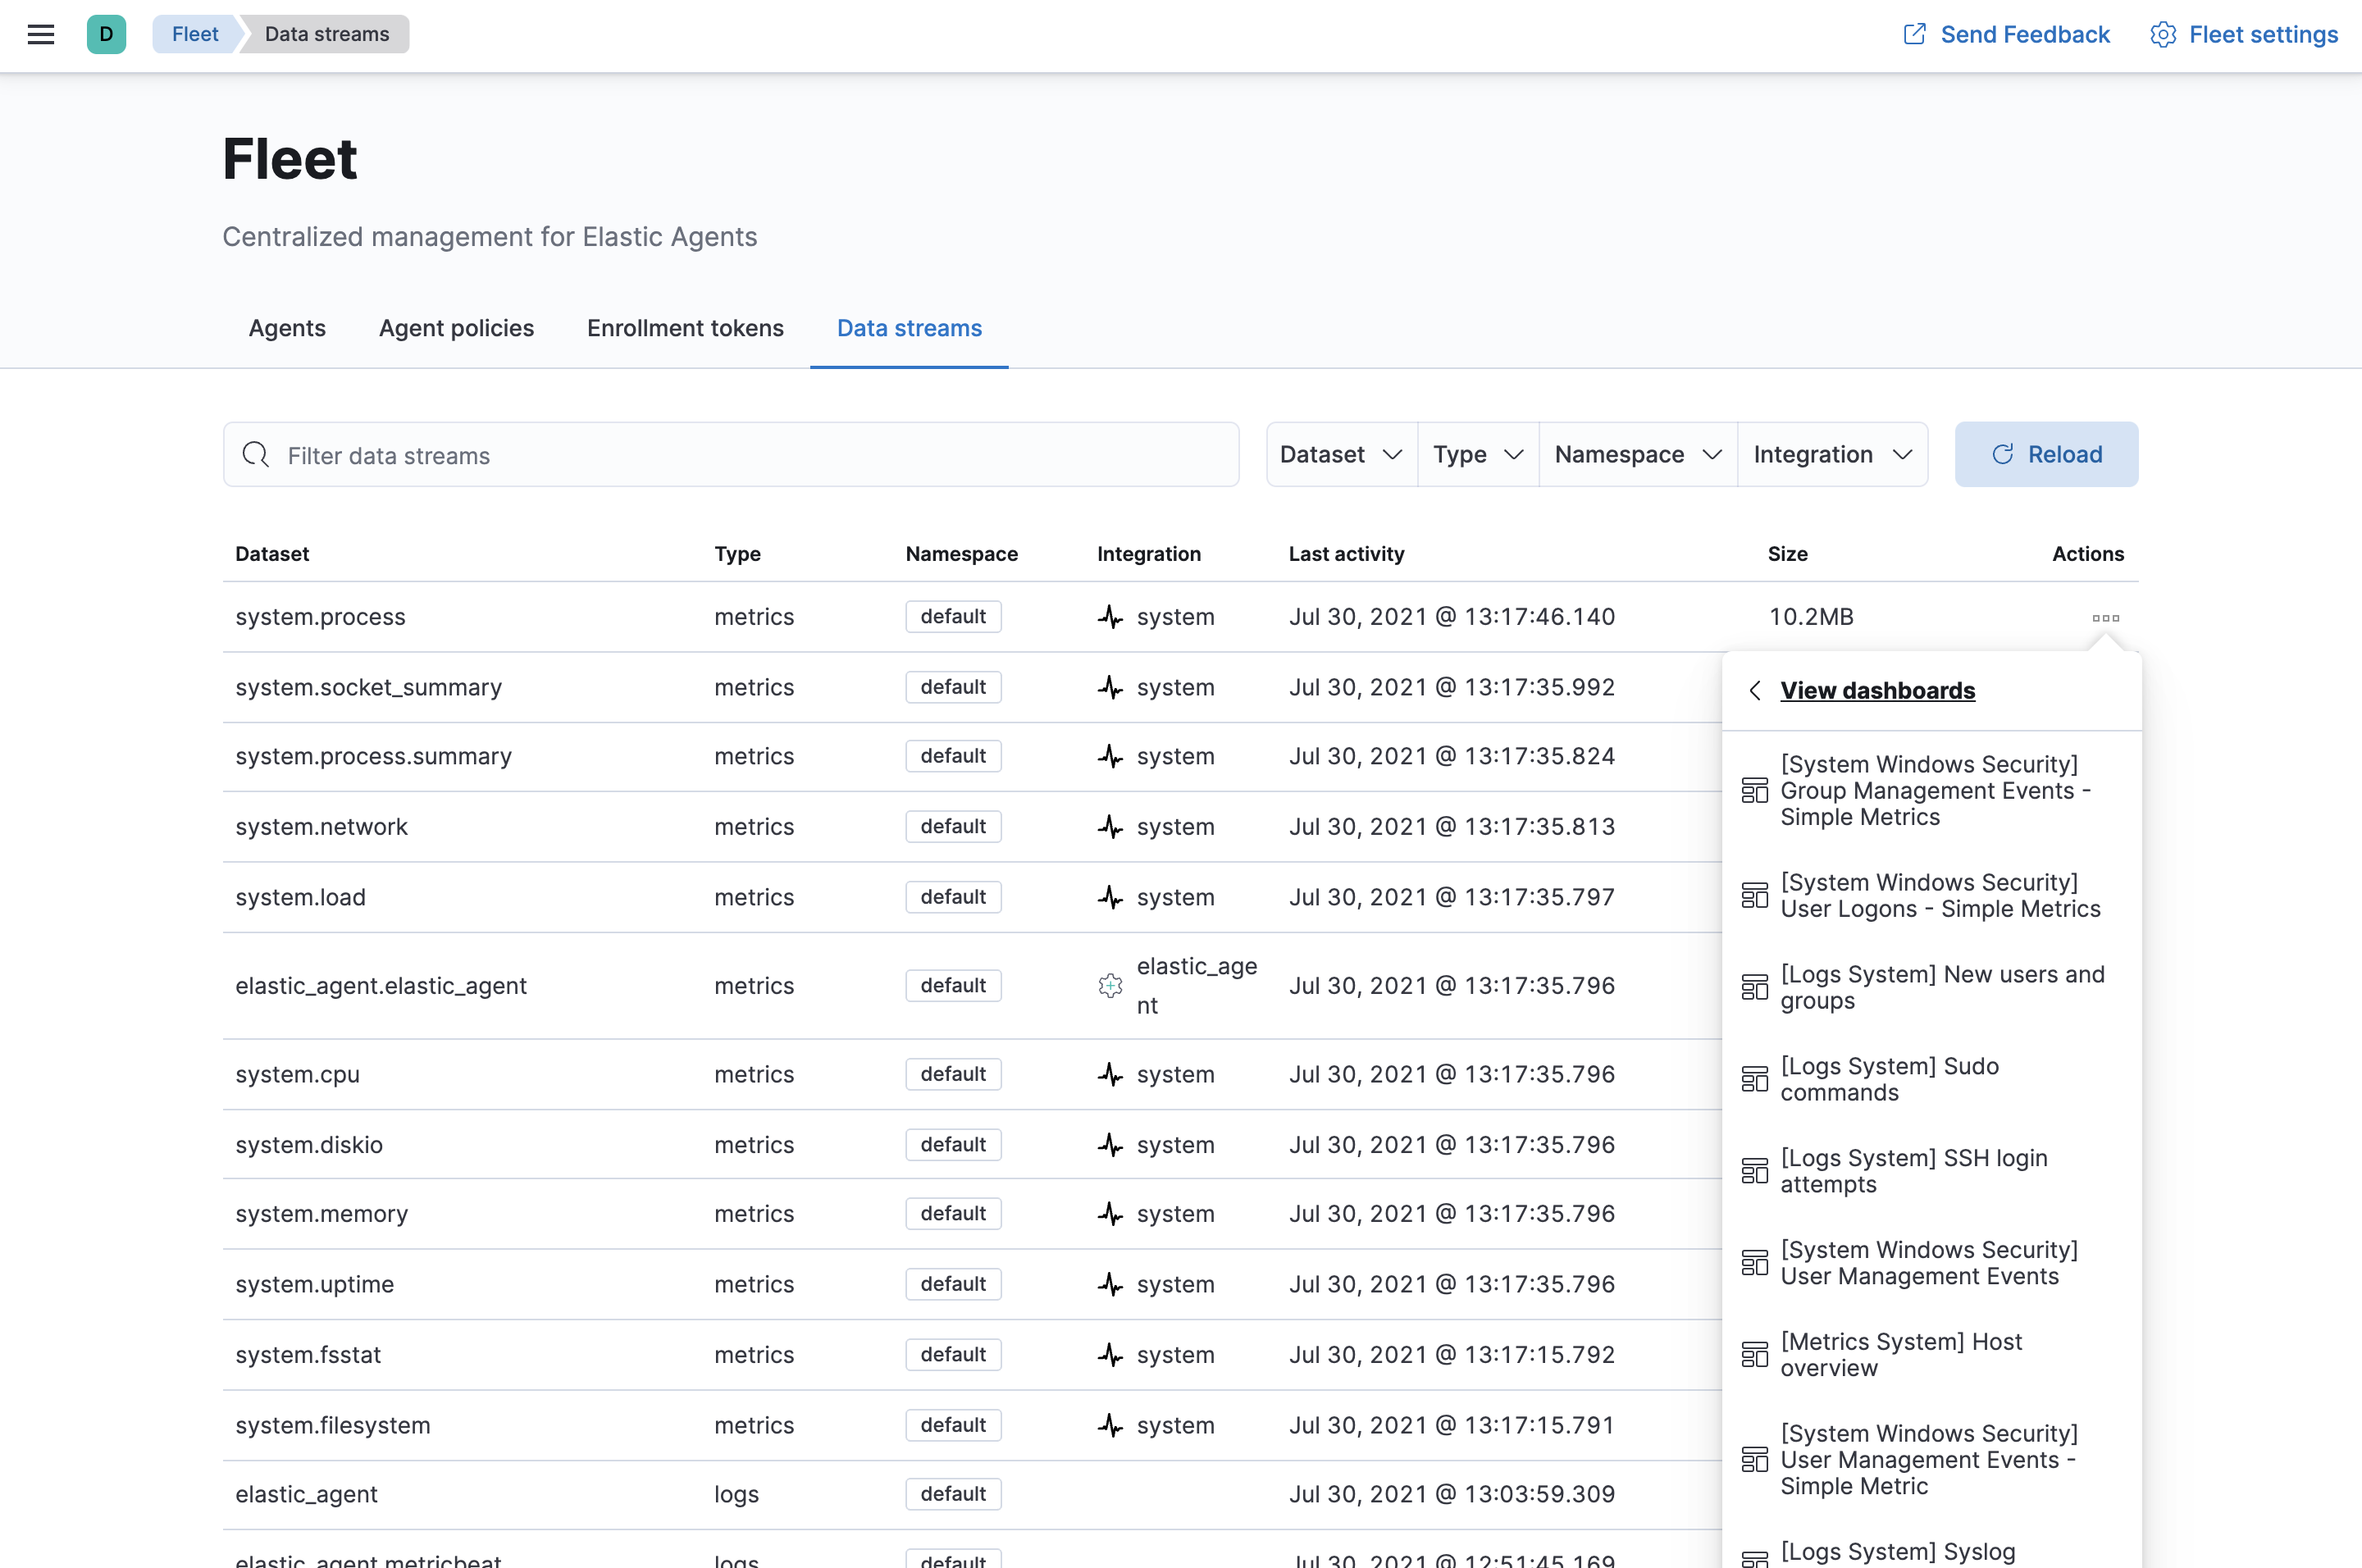 D Fleet Data streams Send Feedback Fleet settings
Fleet
Centralized management for Elastic Agents
Agents Agent policies Enrollment tokens Data streams
Filter data streams Dataset Type Namespace Integration Reload
Dataset Type Namespace Integration Last activity Size Actions
system.process metrics default system Jul 30, 2021 @ 13:17:46.140 10.2MB
system.socket_summary metrics default system Jul 30, 2021 @ 13:17:35.992
system.process.summary metrics default system Jul 30, 2021 @ 13:17:35.824
system.network metrics default system Jul 30, 2021 @ 13:17:35.813
system.load metrics default system Jul 30, 2021 @ 13:17:35.797
elastic_agent.elastic_agent metrics default elastic_age
nt Jul 30, 2021 @ 13:17:35.796
system.cpu metrics default system Jul 30, 2021 @ 13:17:35.796
system.diskio metrics default system Jul 30, 2021 @ 13:17:35.796
system.memory metrics default system Jul 30, 2021 @ 13:17:35.796
system.uptime metrics default system Jul 30, 2021 @ 13:17:35.796
system.fsstat metrics default system Jul 30, 2021 @ 13:17:15.792
system.filesystem metrics default system Jul 30, 2021 @ 13:17:15.791
elastic_agent logs default Jul 30, 2021 @ 13:03:59.309
elastic_agent.metricbeat logs default Jul 30, 2021 @ 12:51:45.169
View dashboards
[System Windows Security]
Group Management Events -
Simple Metrics
[System Windows Security]
User Logons - Simple Metrics
[Logs System] New users and
groups
[Logs System] Sudo
commands
[Logs System] SSH login
attempts
[System Windows Security]
User Management Events
[Metrics System] Host
overview
[System Windows Security]
User Management Events -
Simple Metric
[Logs System] Syslog